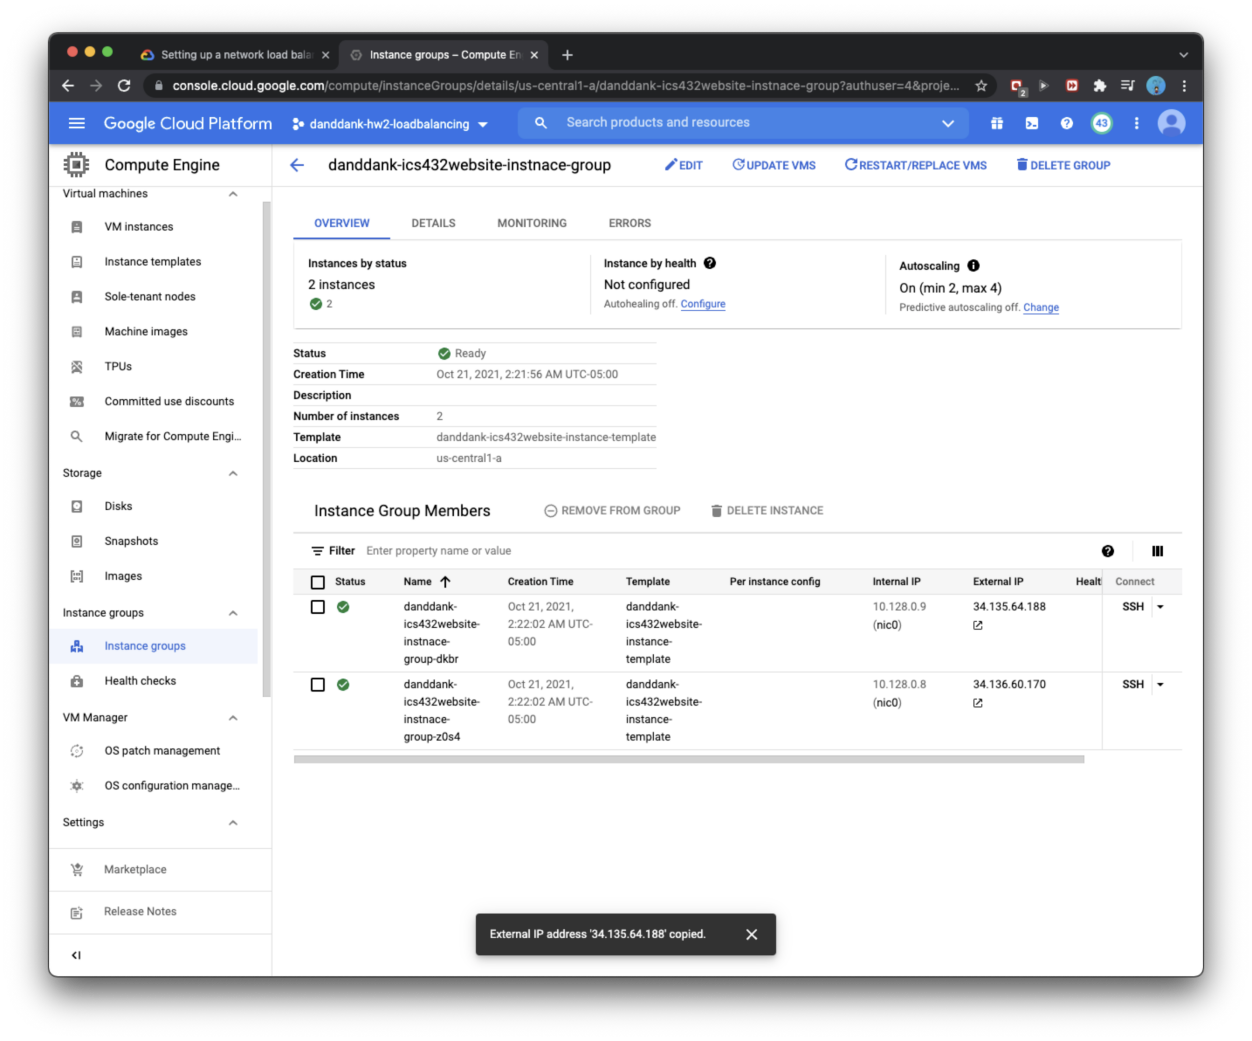 Setting up a network load bala
Instance groups – Compute En
console.cloud.google.com/compute/instanceGroups/details/us-central1-a/danddank-ics432website-instnace-group?authuser=4&proje...
2
Google Cloud Platform
danddank-hw2-loadbalancing
Search products and resources
43
Compute Engine
danddank-ics432website-instnace-group
EDIT
UPDATE VMS
RESTART/REPLACE VMS
DELETE GROUP
Virtual machines
VM instances
Instance templates
Sole-tenant nodes
Machine images
TPUs
Committed use discounts
Migrate for Compute Engi...
Storage
Disks
Snapshots
Images
Instance groups
Instance groups
Health checks
VM Manager
OS patch management
OS configuration manage...
Settings
Marketplace
Release Notes
OVERVIEW
DETAILS
MONITORING
ERRORS
Instances by status
2 instances
2
Instance by health
Not configured
Autohealing off. Configure
Autoscaling
On (min 2, max 4)
Predictive autoscaling off. Change
Status Ready
Creation Time Oct 21, 2021, 2:21:56 AM UTC-05:00
Description
Number of instances 2
Template danddank-ics432website-instance-template
Location us-central1-a
Instance Group Members
REMOVE FROM GROUP
DELETE INSTANCE
Filter Enter property name or value
Status Name Creation Time Template Per instance config Internal IP External IP Healt Connect
danddank-
ics432website-
instnace-
group-dkbr
Oct 21, 2021,
2:22:02 AM UTC-
05:00
danddank-
ics432website-
instance-
template
10.128.0.9
(nic0)
34.135.64.188
SSH
danddank-
ics432website-
instnace-
group-z0s4
Oct 21, 2021,
2:22:02 AM UTC-
05:00
danddank-
ics432website-
instance-
template
10.128.0.8
(nic0)
34.136.60.170
SSH
External IP address '34.135.64.188' copied.